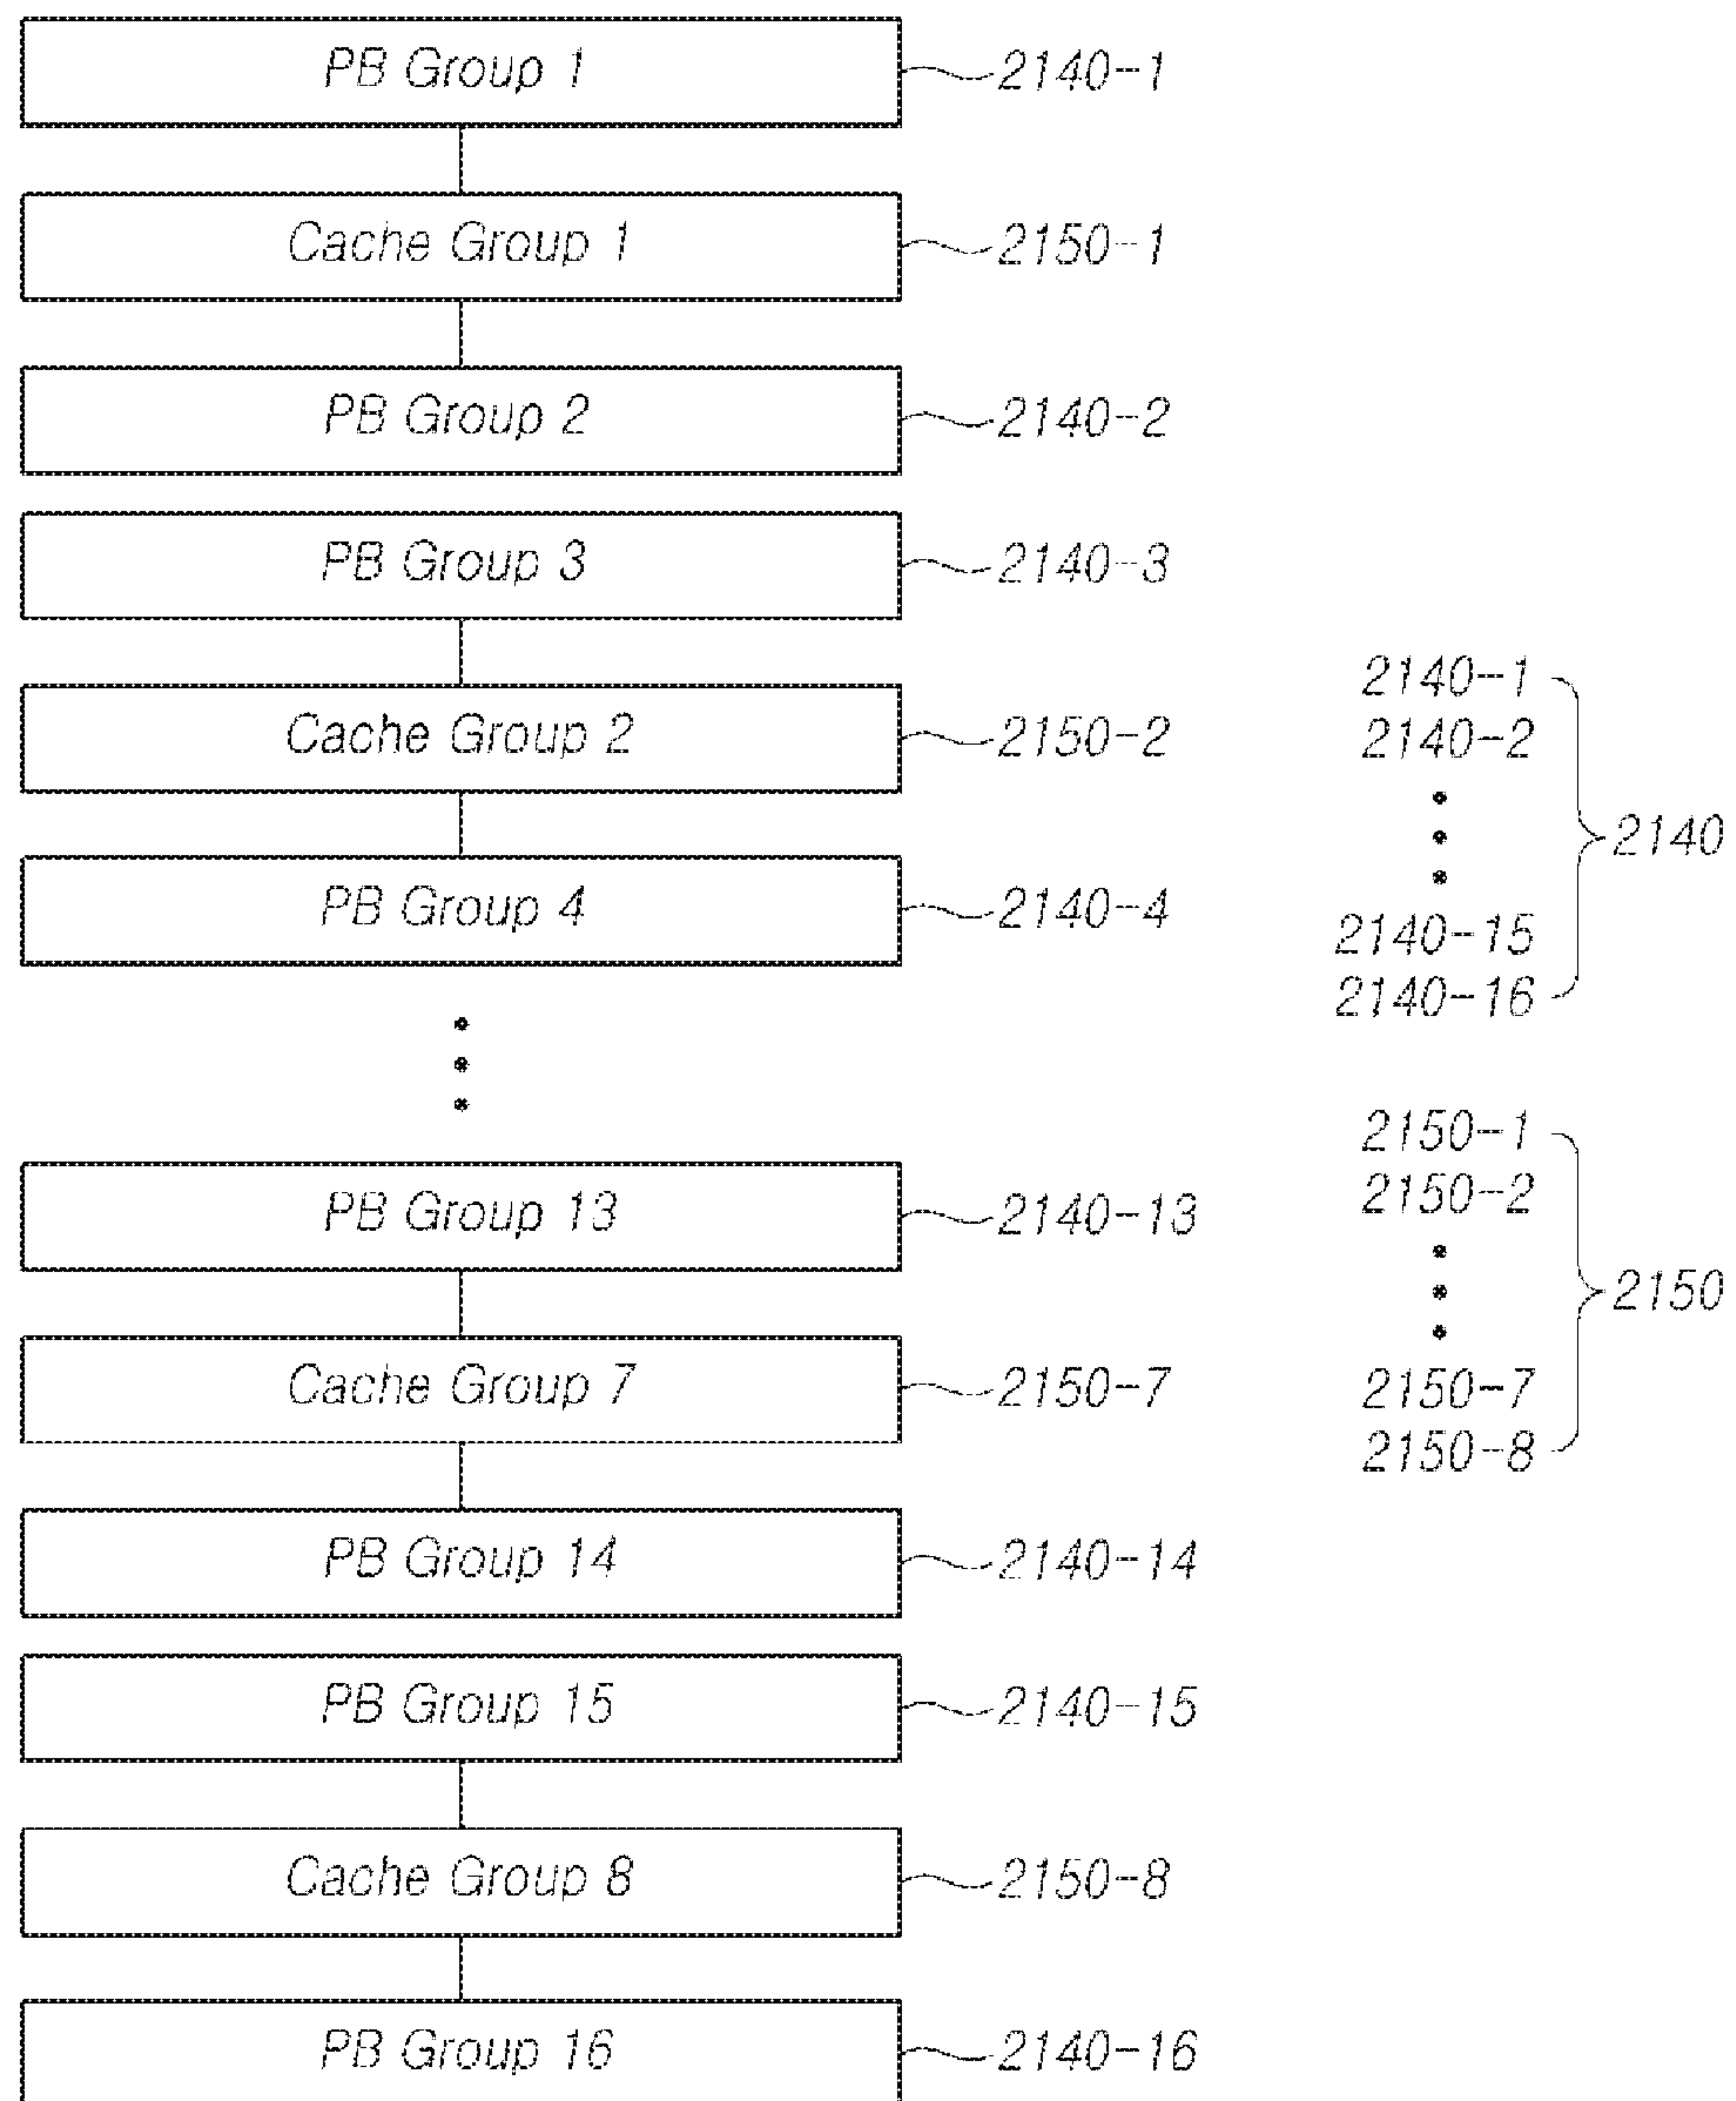 PB Group 1 2140-1
Cache Group 1 2150-1
PB Group 2 2140-2
PB Group 3 2140-3
Cache Group 2 2150-2
PB Group 4 2140-4
PB Group 13 2140-13
Cache Group 7 2150-7
PB Group 14 2140-14
PB Group 15 2140-15
Cache Group 8 2150-8
PB Group 16 2140-16
2140-1
2140-2
2140-15
2140-16
2140
2150-1
2150-2
2150-7
2150-8
2150